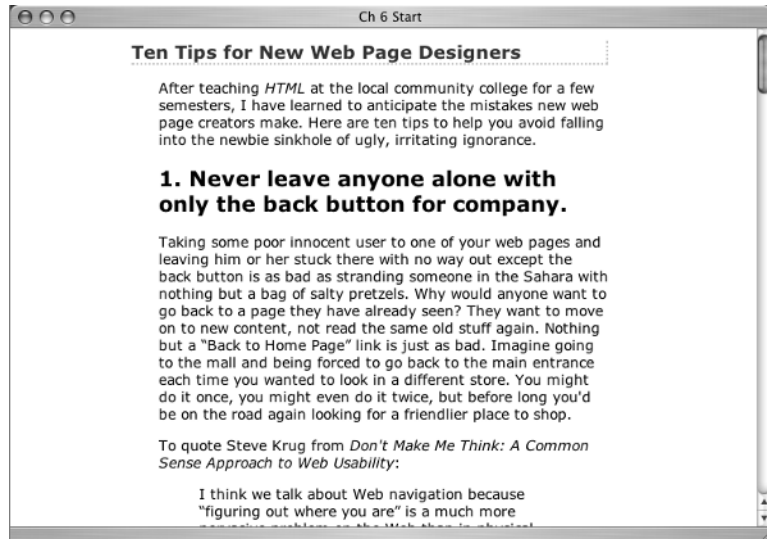 Ch 6 Start
Ten Tips for New Web Page Designers
After teaching HTML at the local community college for a few
semesters, I have learned to anticipate the mistakes new web
page creators make. Here are ten tips to help you avoid falling
into the newbie sinkhole of ugly, irritating ignorance.
1. Never leave anyone alone with
only the back button for company.
Taking some poor innocent user to one of your web pages and
leaving him or her stuck there with no way out except the
back button is as bad as stranding someone in the Sahara with
nothing but a bag of salty pretzels. Why would anyone want to
go back to a page they have already seen? They want to move
on to new content, not read the same old stuff again. Nothing
but a “Back to Home Page” link is just as bad. Imagine going
to the mall and being forced to go back to the main entrance
each time you wanted to look in a different store. You might
do it once, you might even do it twice, but before long you'd
be on the road again looking for a friendlier place to shop.
To quote Steve Krug from Don't Make Me Think: A Common
Sense Approach to Web Usability:
I think we talk about Web navigation because
“figuring out where you are” is a much more